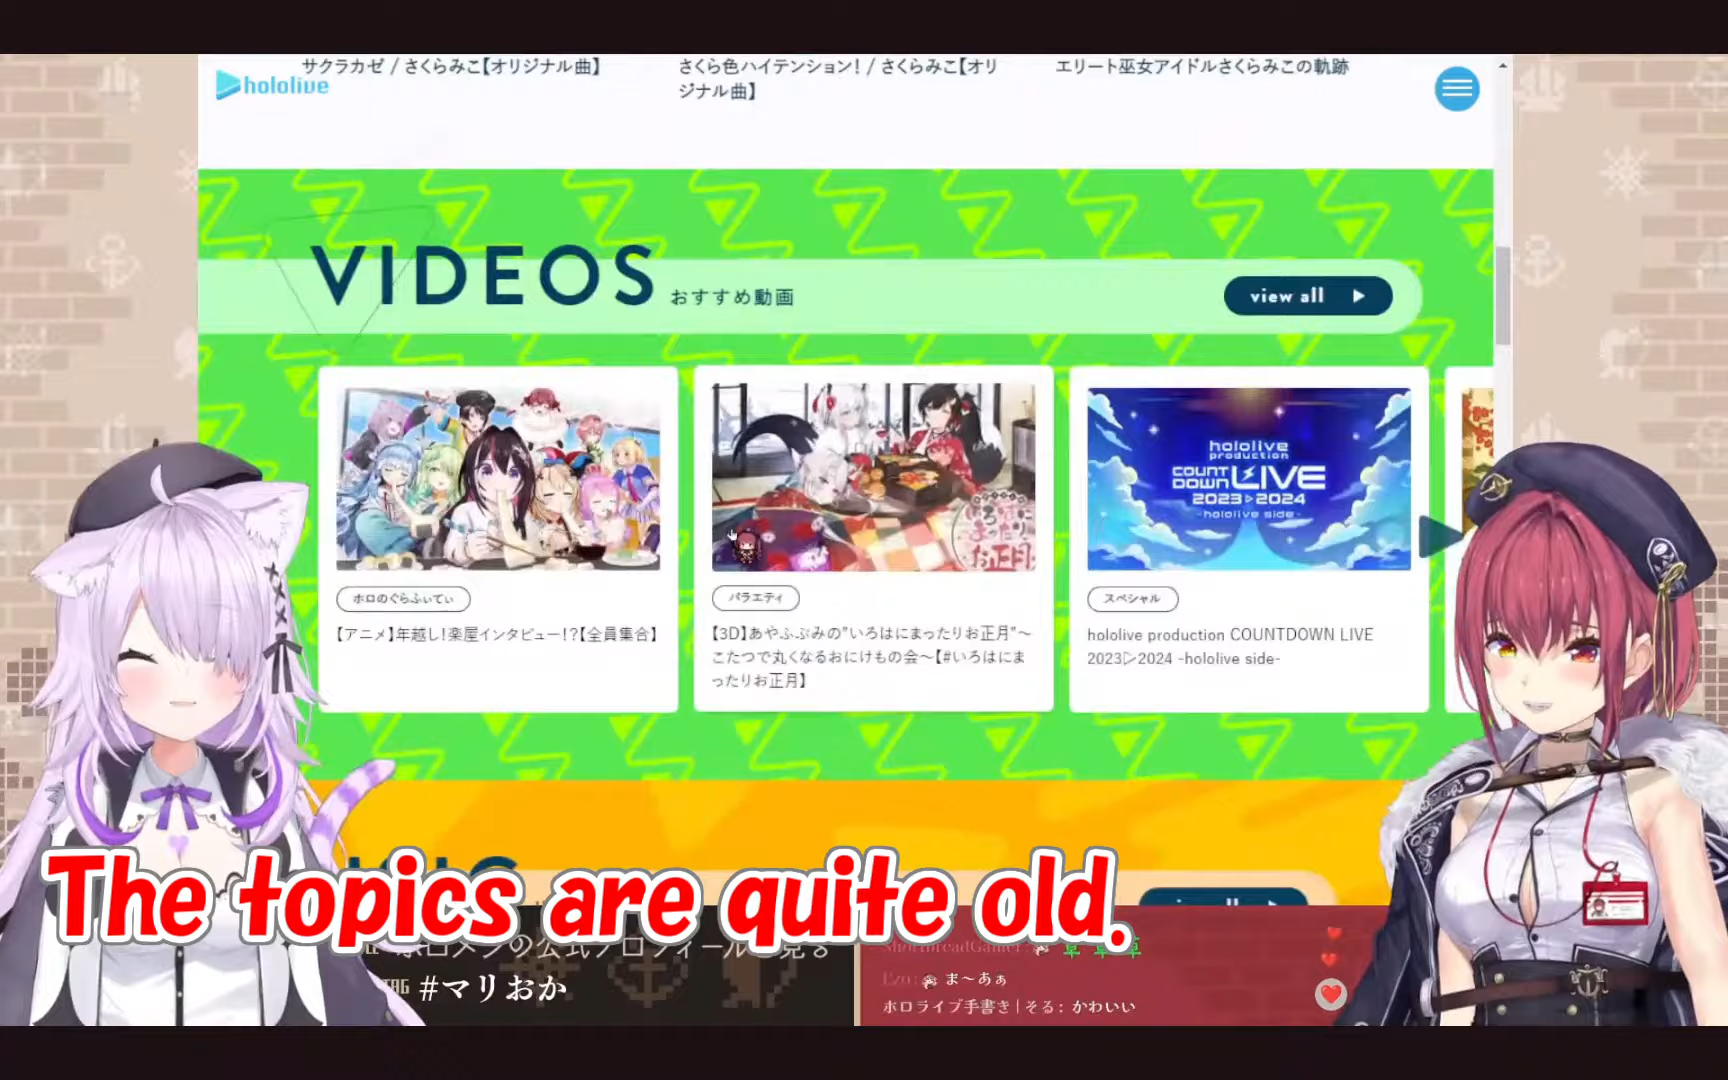 サクラカゼ / さくらみこ【オリジナル曲】
さくら色ハイテンション! / さくらみこ【オリ
ジナル曲】
エリート巫女アイドルさくらみこの軌跡
hololive
VIDEOS おすすめ動画
view all
hololive
production
COUNT
DOWN LIVE
2023▷2024
-hololive side-
ホロのぐらふぃてぃ
【アニメ】年越し!楽屋インタビュー!?【全員集合】
バラエティ
【3D】あやふぶみの"いろはにまったりお正月"～
こたつで丸くなるおにけもの会～【#いろはにま
ったりお正月】
スペシャル
hololive production COUNTDOWN LIVE
2023▷2024 -hololive side-
The topics are quite old.
#マリおか
ShortbreadGamer: 草草草
Ezo: ま～あぁ
ホロライブ手書き | そる: かわいい